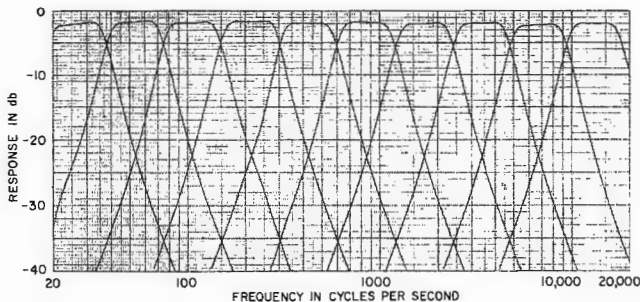 0
-10
-20
-30
-40
RESPONSE IN db
20 100 1000 10,000 20,000
FREQUENCY IN CYCLES PER SECOND